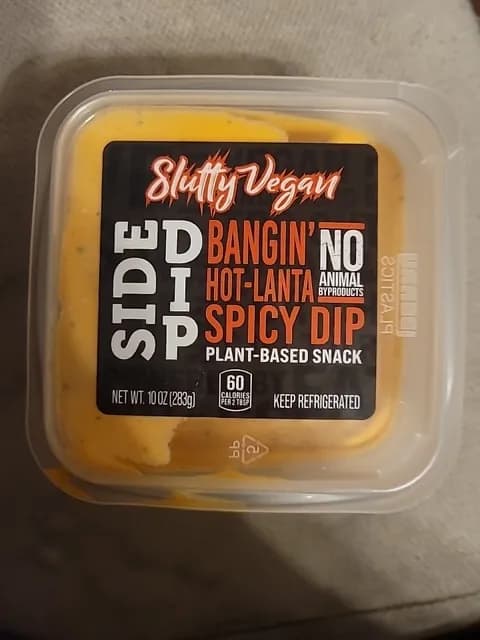 Slutty Vegan
SIDE
DIP
BANGIN'
HOT-LANTA
SPICY DIP
PLANT-BASED SNACK
NO
ANIMAL
BYPRODUCTS
NET WT. 10 OZ (283g)
60
CALORIES
PER 2 TBSP
KEEP REFRIGERATED
PLASTICS
5
PP